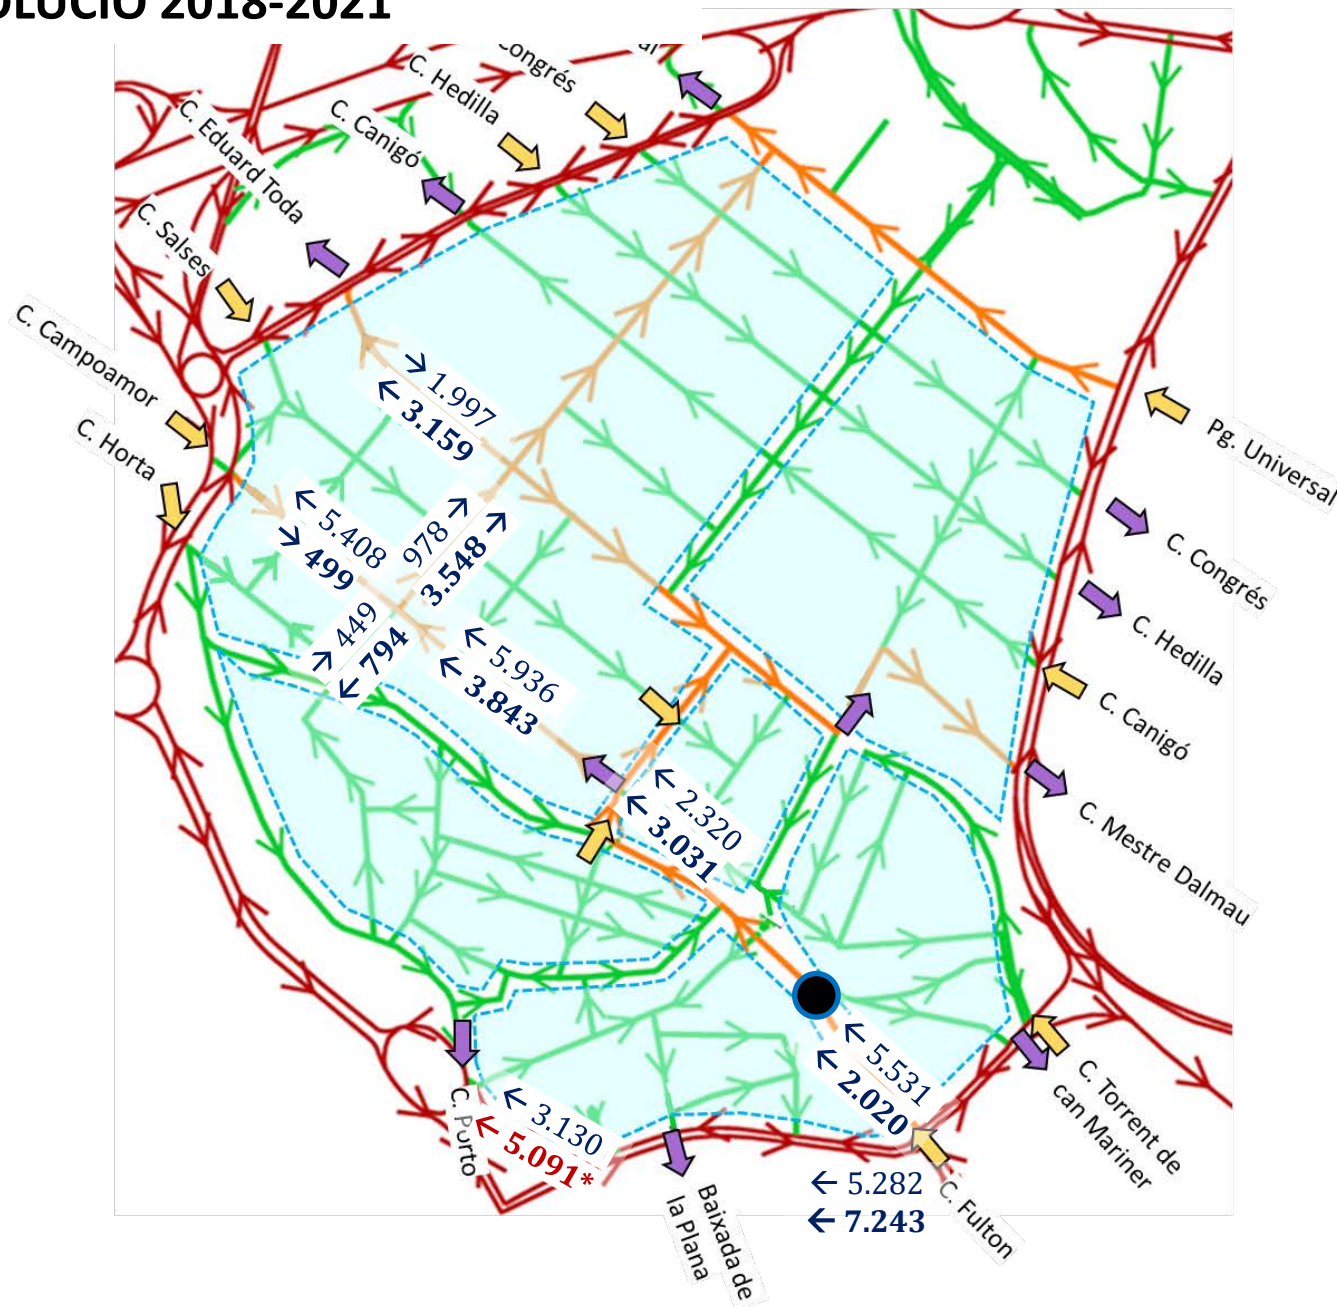 2018-2021
C. Hedilla
C. Canigó
C. Eduard Toda
C. Salses
C. Campoamor
C. Horta
→ 1.997
← 3.159
← 5.408
→ 499
978 →
3.548 →
→ 449
← 794
← 5.936
← 3.843
← 2.320
← 3.031
← 5.531
← 2.020
← 3.130
← 5.091*
← 5.282
← 7.243
Pg. Universal
C. Congrés
C. Hedilla
C. Canigó
C. Mestre Dalmau
C. Torrent de
can Mariner
C. Fulton
Baixada de
la Plana
C. Porto